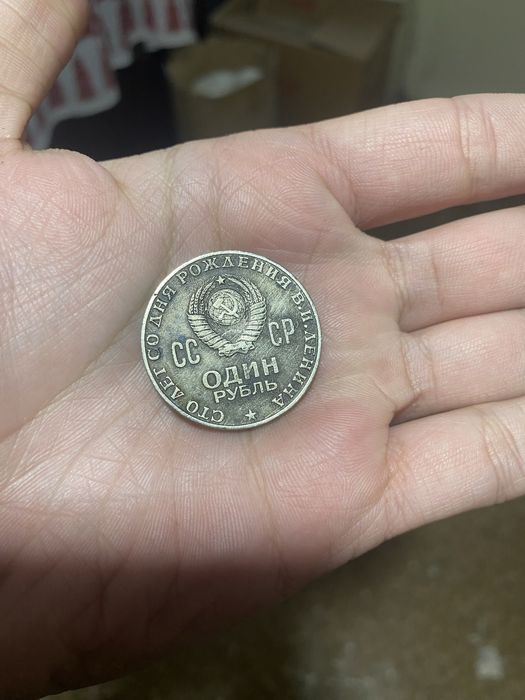 СТО ЛЕТ СО ДНЯ РОЖДЕНИЯ В.И.ЛЕНИНА
СС СР
ОДИН
РУБЛЬ